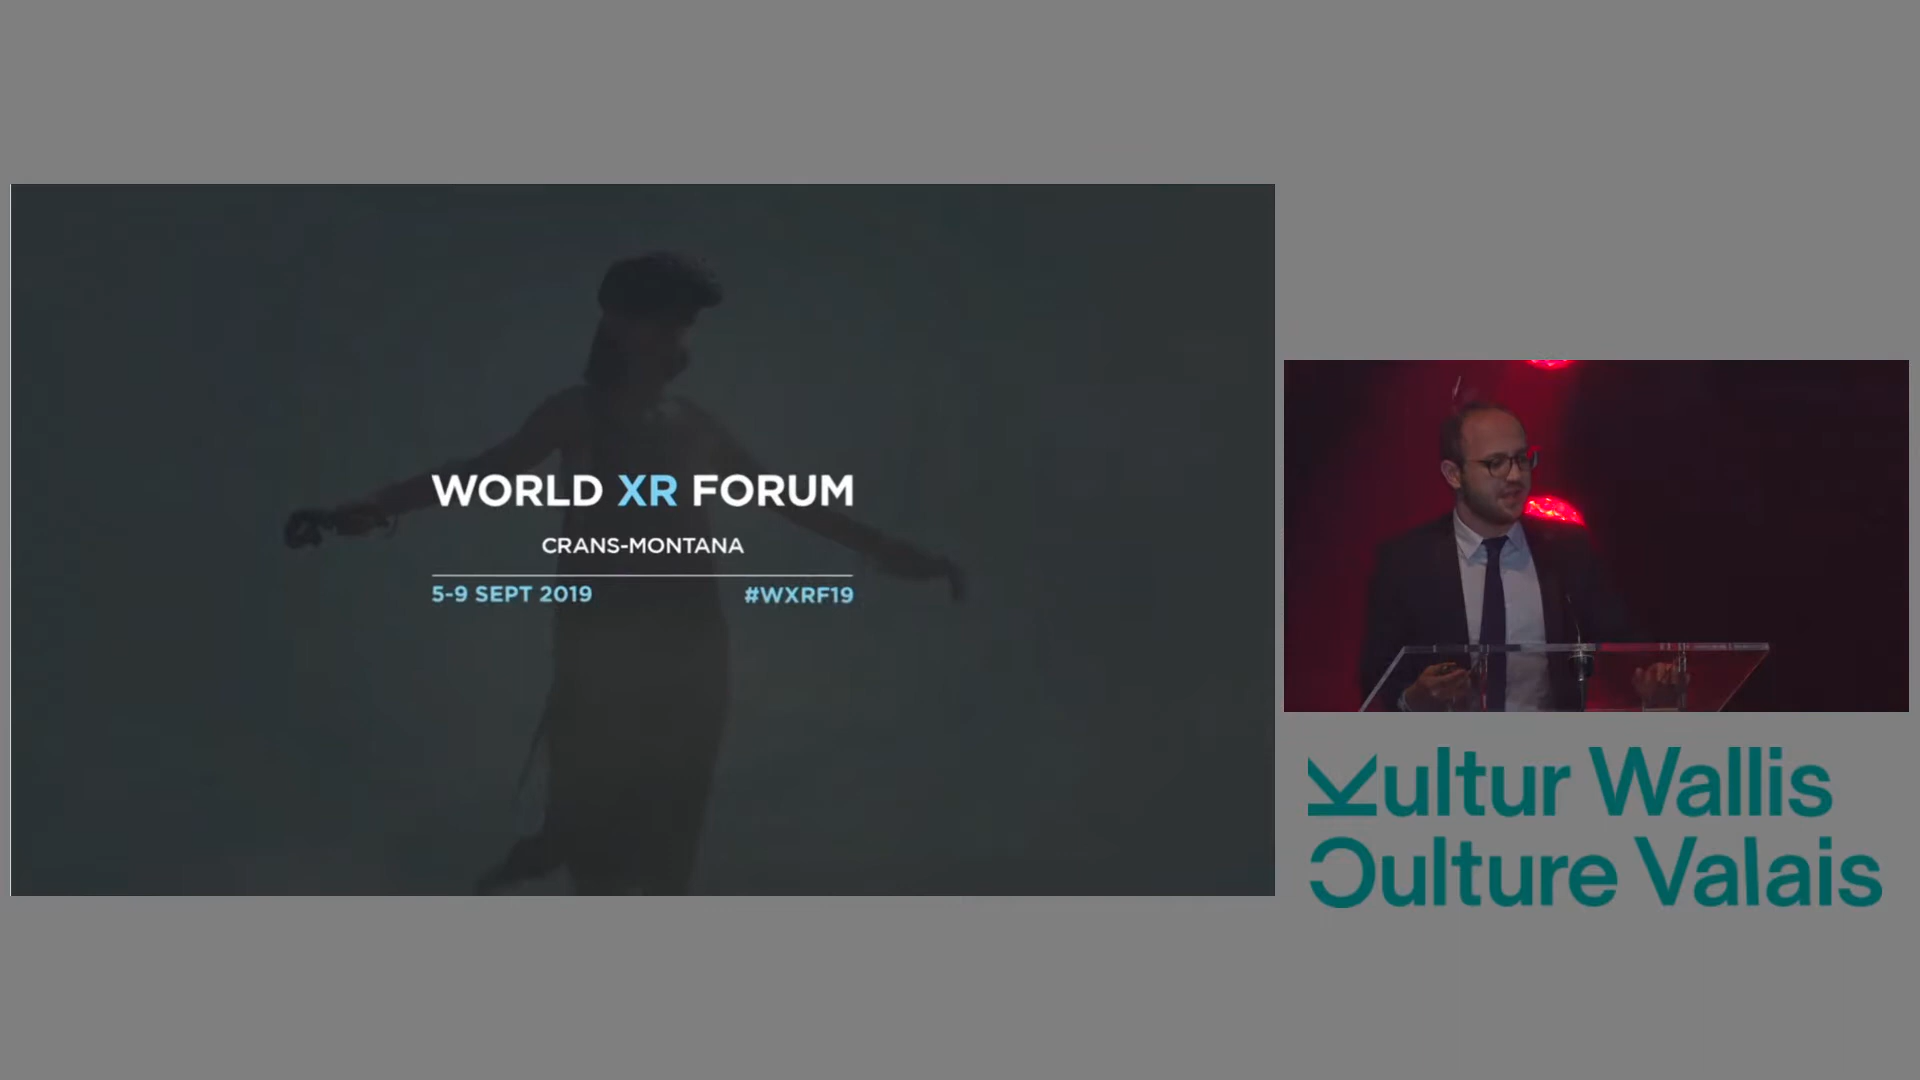 WORLD XR FORUM
CRANS-MONTANA
5-9 SEPT 2019 #WXRF19
Kultur Wallis
Culture Valais